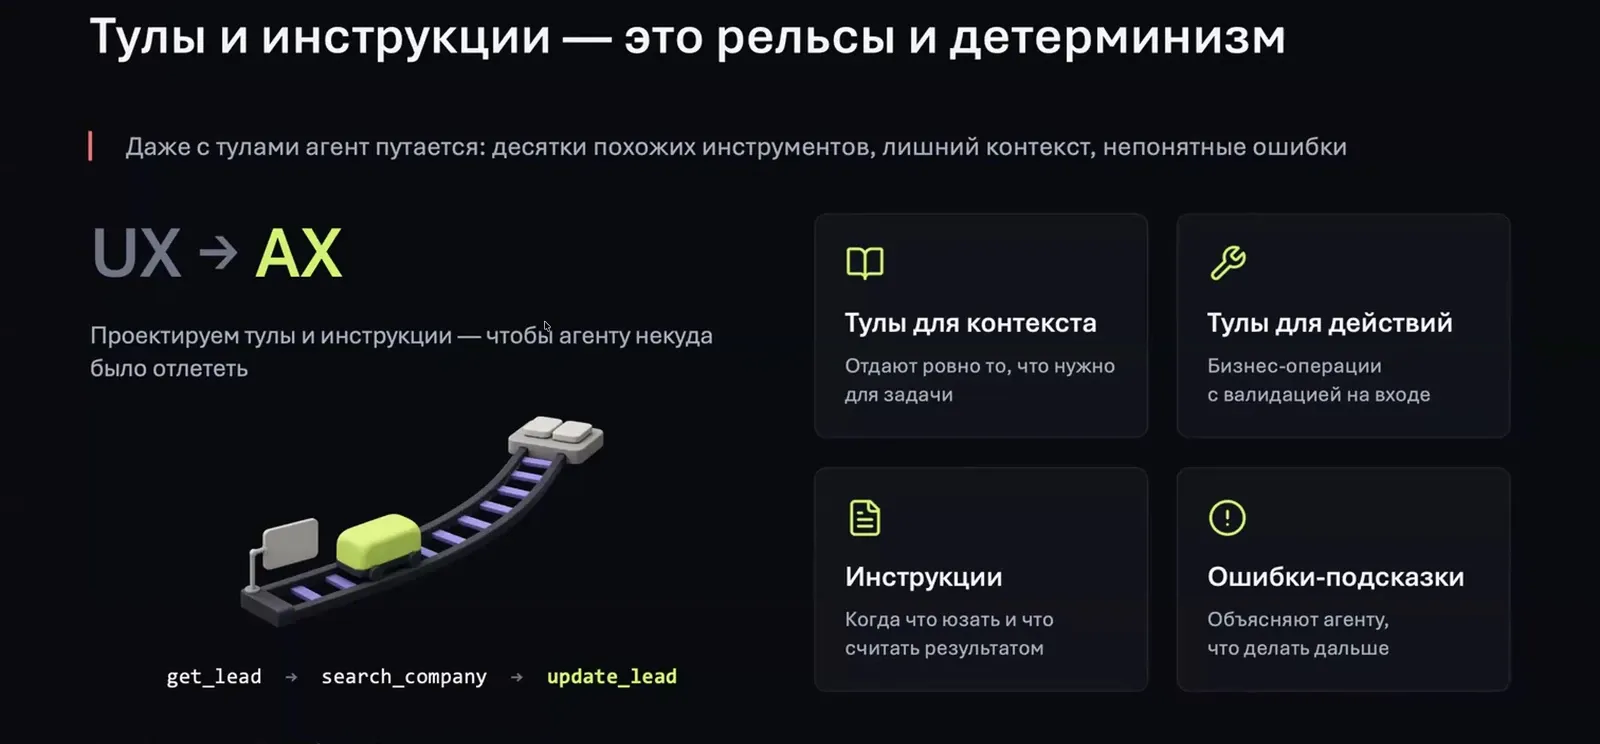 Тулы и инструкции — это рельсы и детерминизм
Даже с тулами агент путается: десятки похожих инструментов, лишний контекст, непонятные ошибки
UX → AX
Проектируем тулы и инструкции — чтобы агенту некуда
было отлететь
get_lead → search_company → update_lead
Тулы для контекста
Отдают ровно то, что нужно
для задачи
Тулы для действий
Бизнес-операции
с валидацией на входе
Инструкции
Когда что юзать и что
считать результатом
Ошибки-подсказки
Объясняют агенту,
что делать дальше